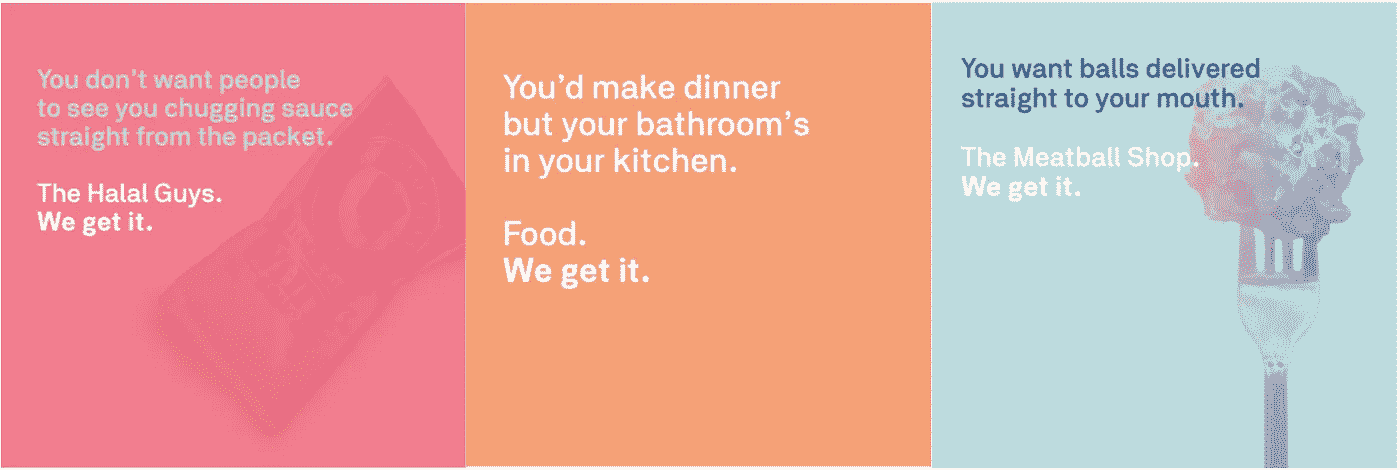 You don't want people
to see you chugging sauce
straight from the packet.
The Halal Guys.
We get it.
You'd make dinner
but your bathroom's
in your kitchen.
Food.
We get it.
You want balls delivered
straight to your mouth.
The Meatball Shop.
We get it.